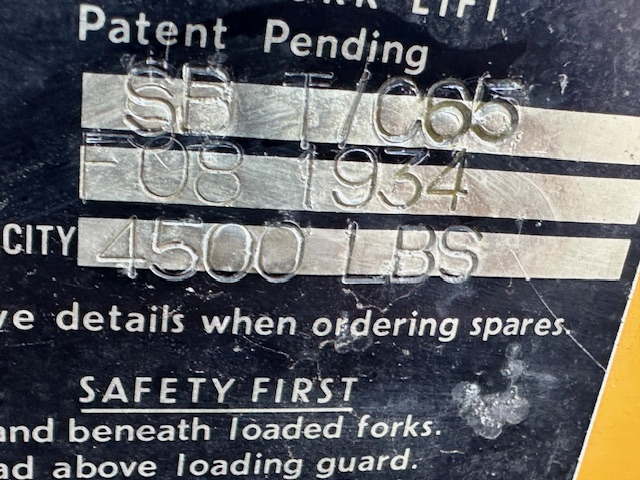 LIFT
Patent Pending
SB T/C65
F08 1934
CITY 4500 LBS
ve details when ordering spares.
SAFETY FIRST
and beneath loaded forks.
ad above loading guard.